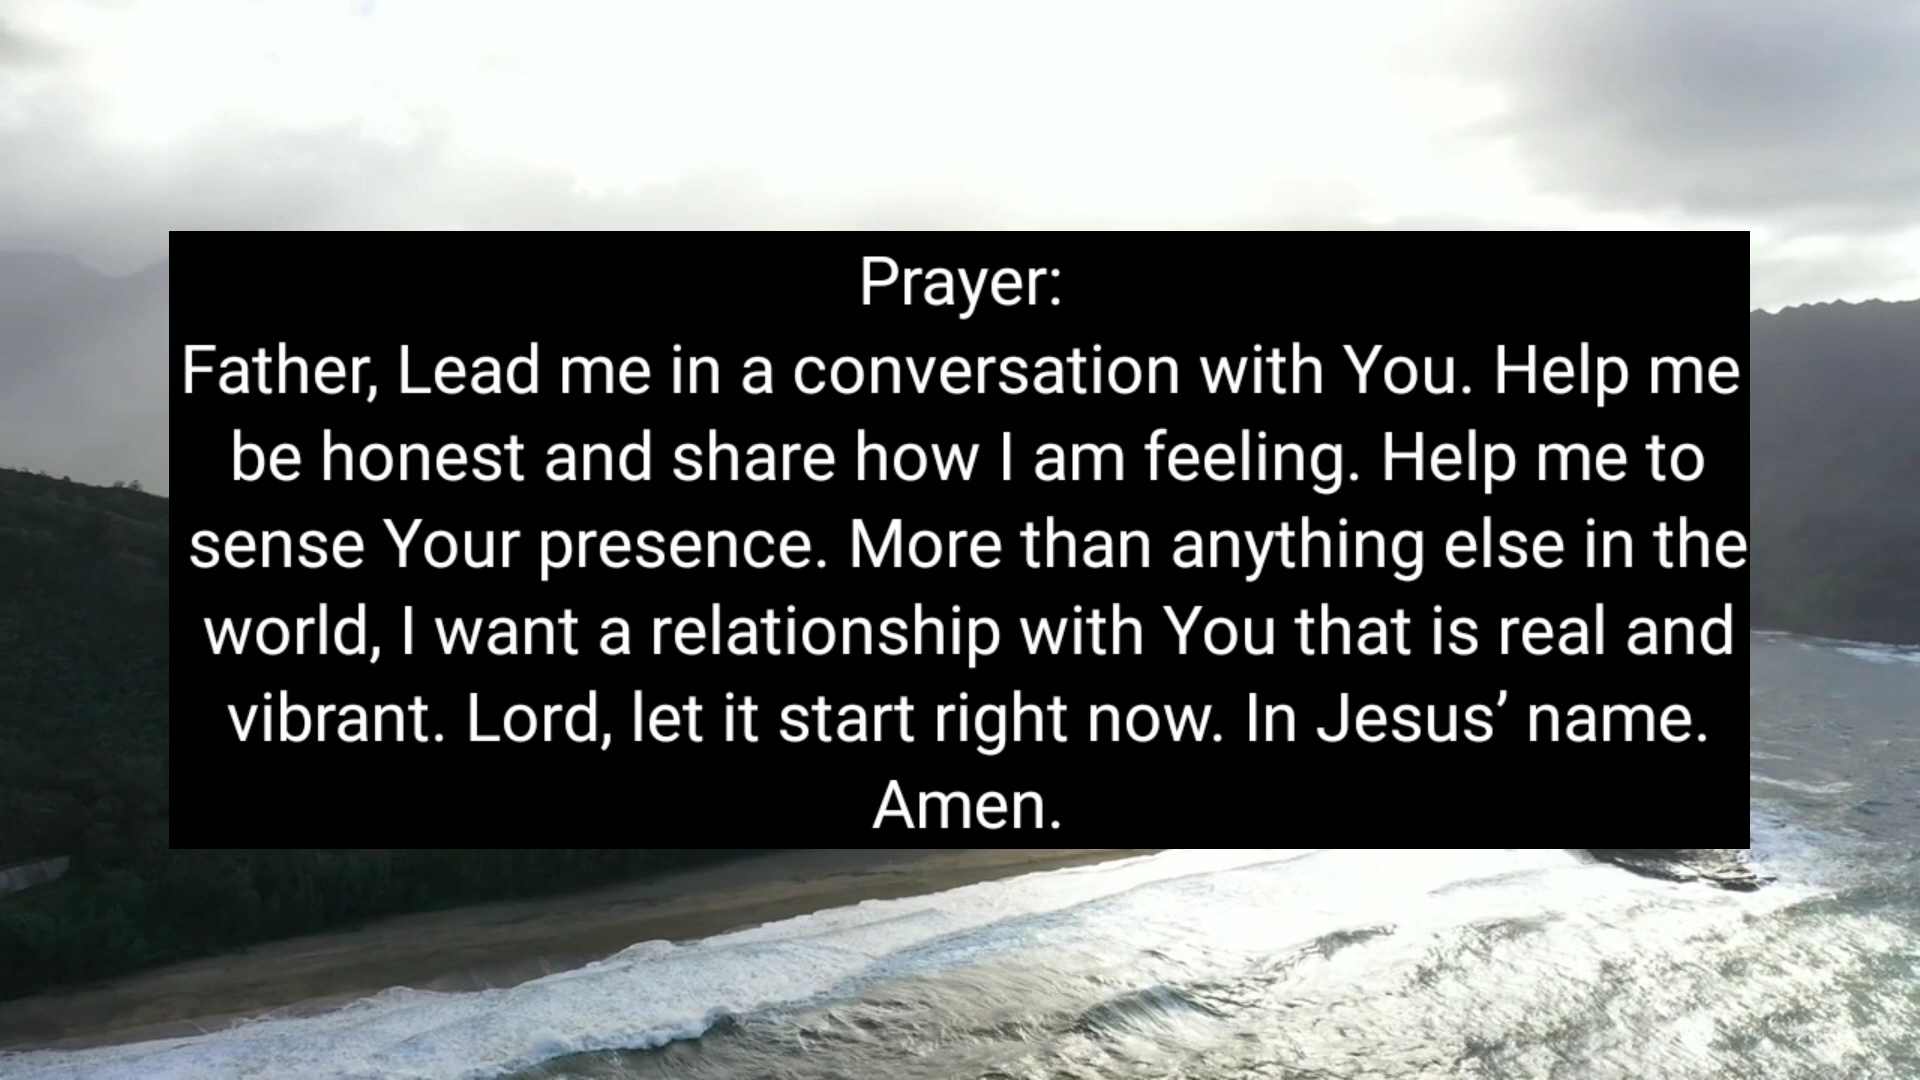 Prayer:
Father, Lead me in a conversation with You. Help me
be honest and share how I am feeling. Help me to
sense Your presence. More than anything else in the
world, I want a relationship with You that is real and
vibrant. Lord, let it start right now. In Jesus’ name.
Amen.